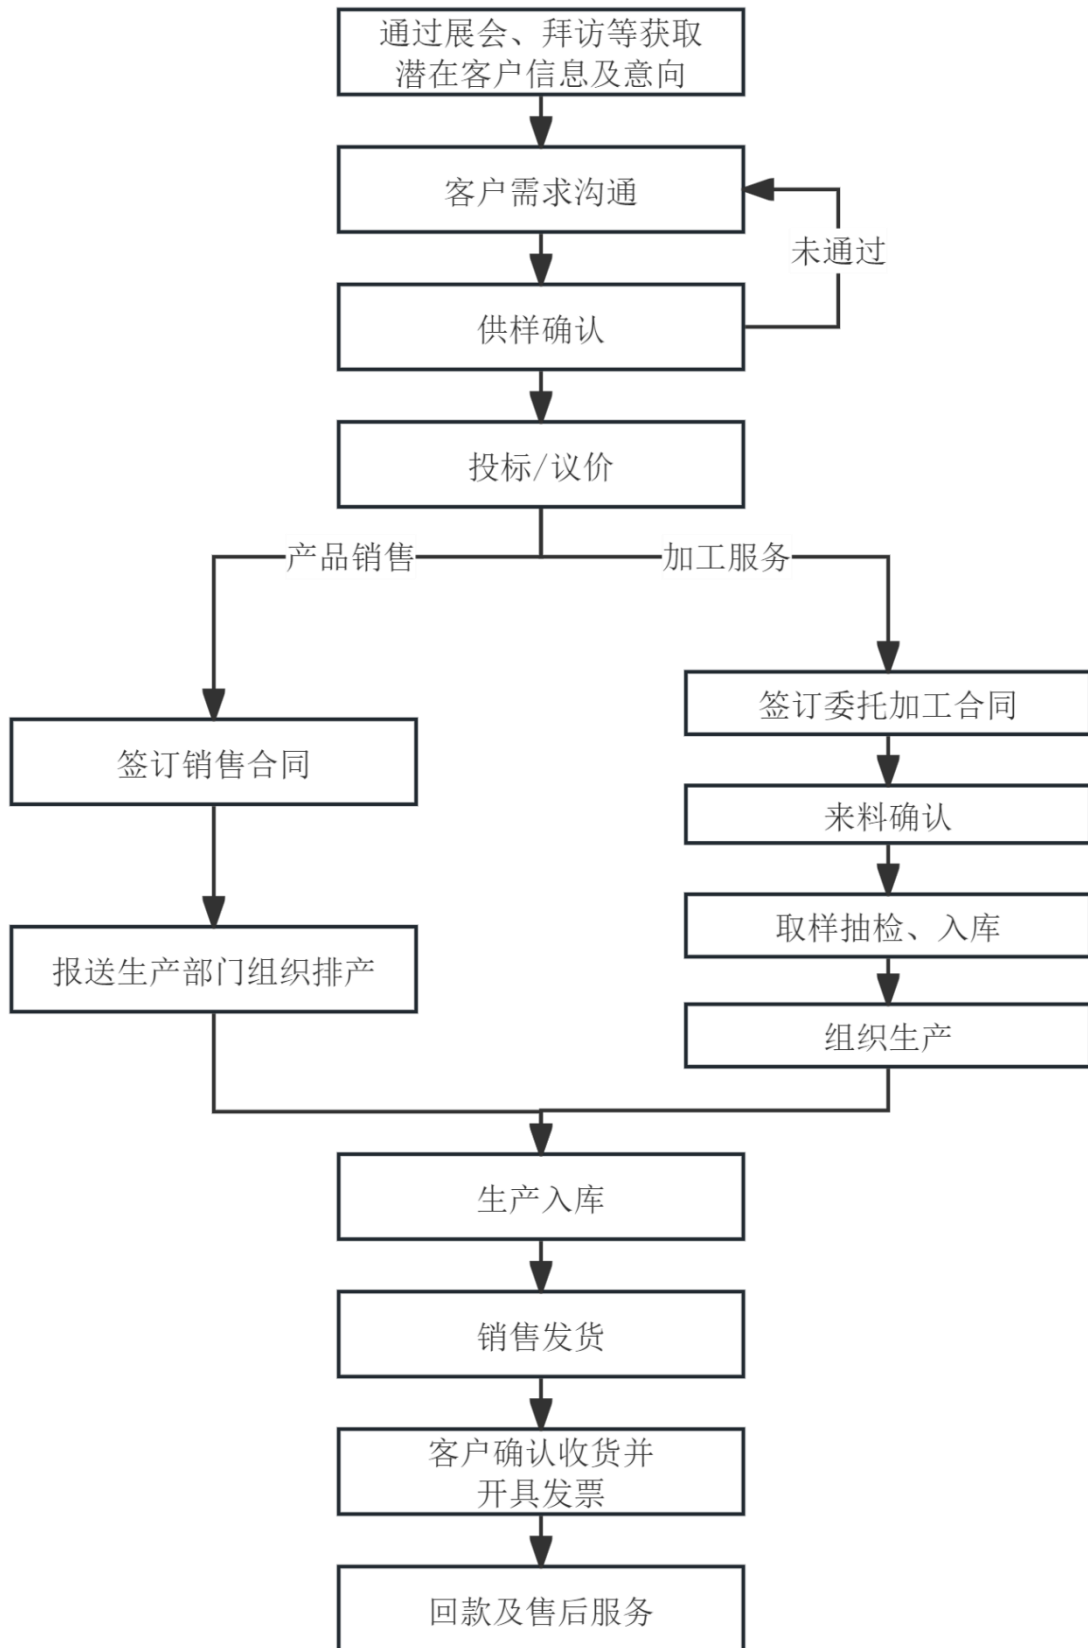 通过展会、拜访等获取
潜在客户信息及意向
客户需求沟通
未通过
供样确认
投标/议价
产品销售
加工服务
签订销售合同
报送生产部门组织排产
签订委托加工合同
来料确认
取样抽检、入库
组织生产
生产入库
销售发货
客户确认收货并
开具发票
回款及售后服务